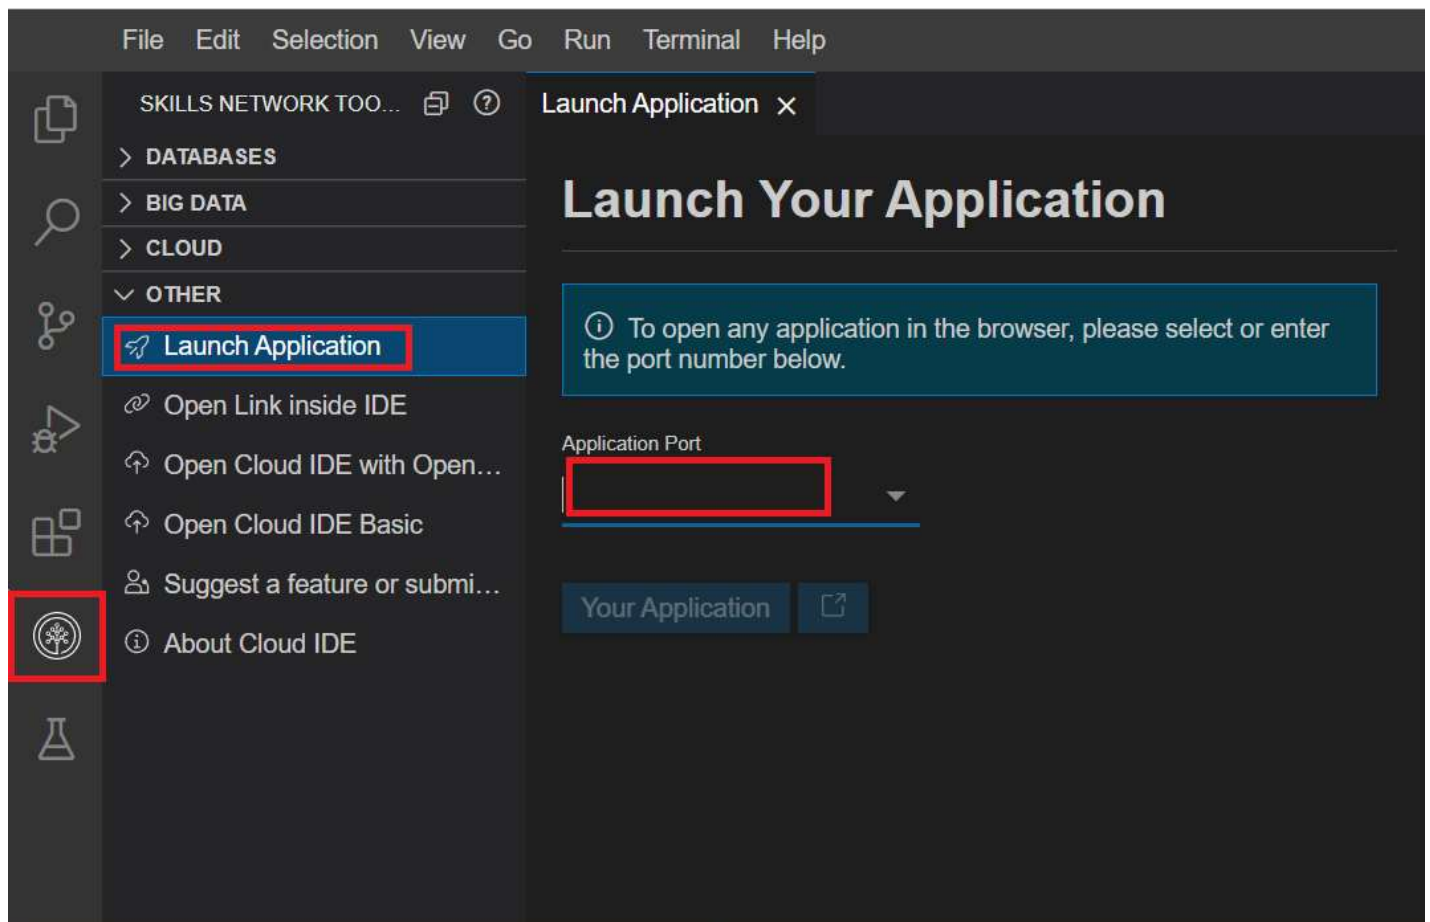 File Edit Selection View Go Run Terminal Help
SKILLS NETWORK TOO...
Launch Application
DATABASES
BIG DATA
CLOUD
OTHER
Launch Application
Open Link inside IDE
Open Cloud IDE with Open...
Open Cloud IDE Basic
Suggest a feature or submi...
About Cloud IDE
Launch Your Application
To open any application in the browser, please select or enter
the port number below.
Application Port
Your Application